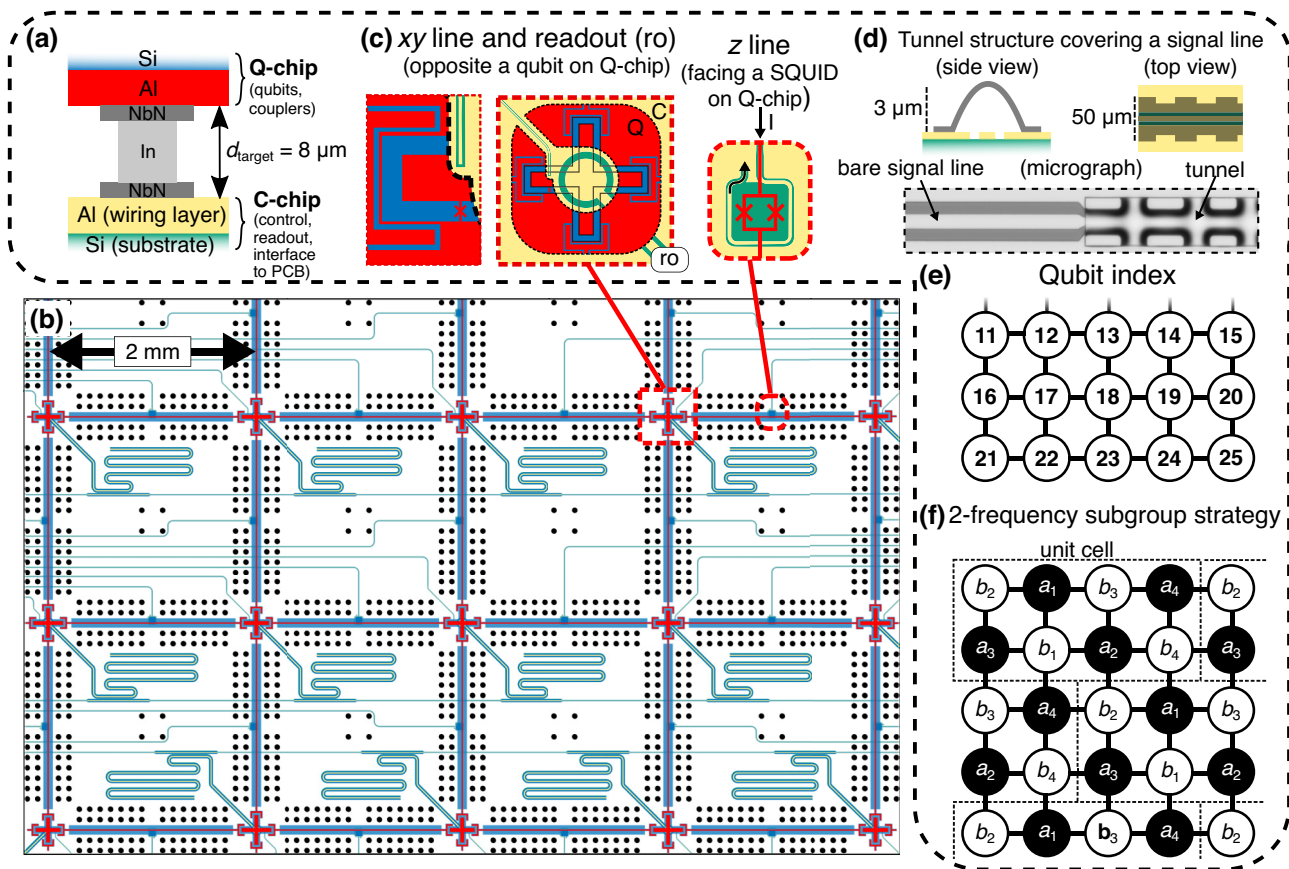 (a)
Si
Al
NbN
In
NbN
Al (wiring layer)
Si (substrate)
Q-chip
(qubits,
couplers)
d_target = 8 μm
C-chip
(control,
readout,
interface
to PCB)
(c) xy line and readout (ro)
(opposite a qubit on Q-chip)
C
Q
ro
z line
(facing a SQUID
on Q-chip)
I
(d) Tunnel structure covering a signal line
(side view)
(top view)
3 μm
50 μm
bare signal line
(micrograph)
tunnel
(b)
2 mm
(e) Qubit index
11 12 13 14 15
16 17 18 19 20
21 22 23 24 25
(f) 2-frequency subgroup strategy
unit cell
b2 a1 b3 a4 b2
a3 b1 a2 b4 a3
b3 a4 b2 a1 b3
a2 b4 a3 b1 a2
b2 a1 b3 a4 b2